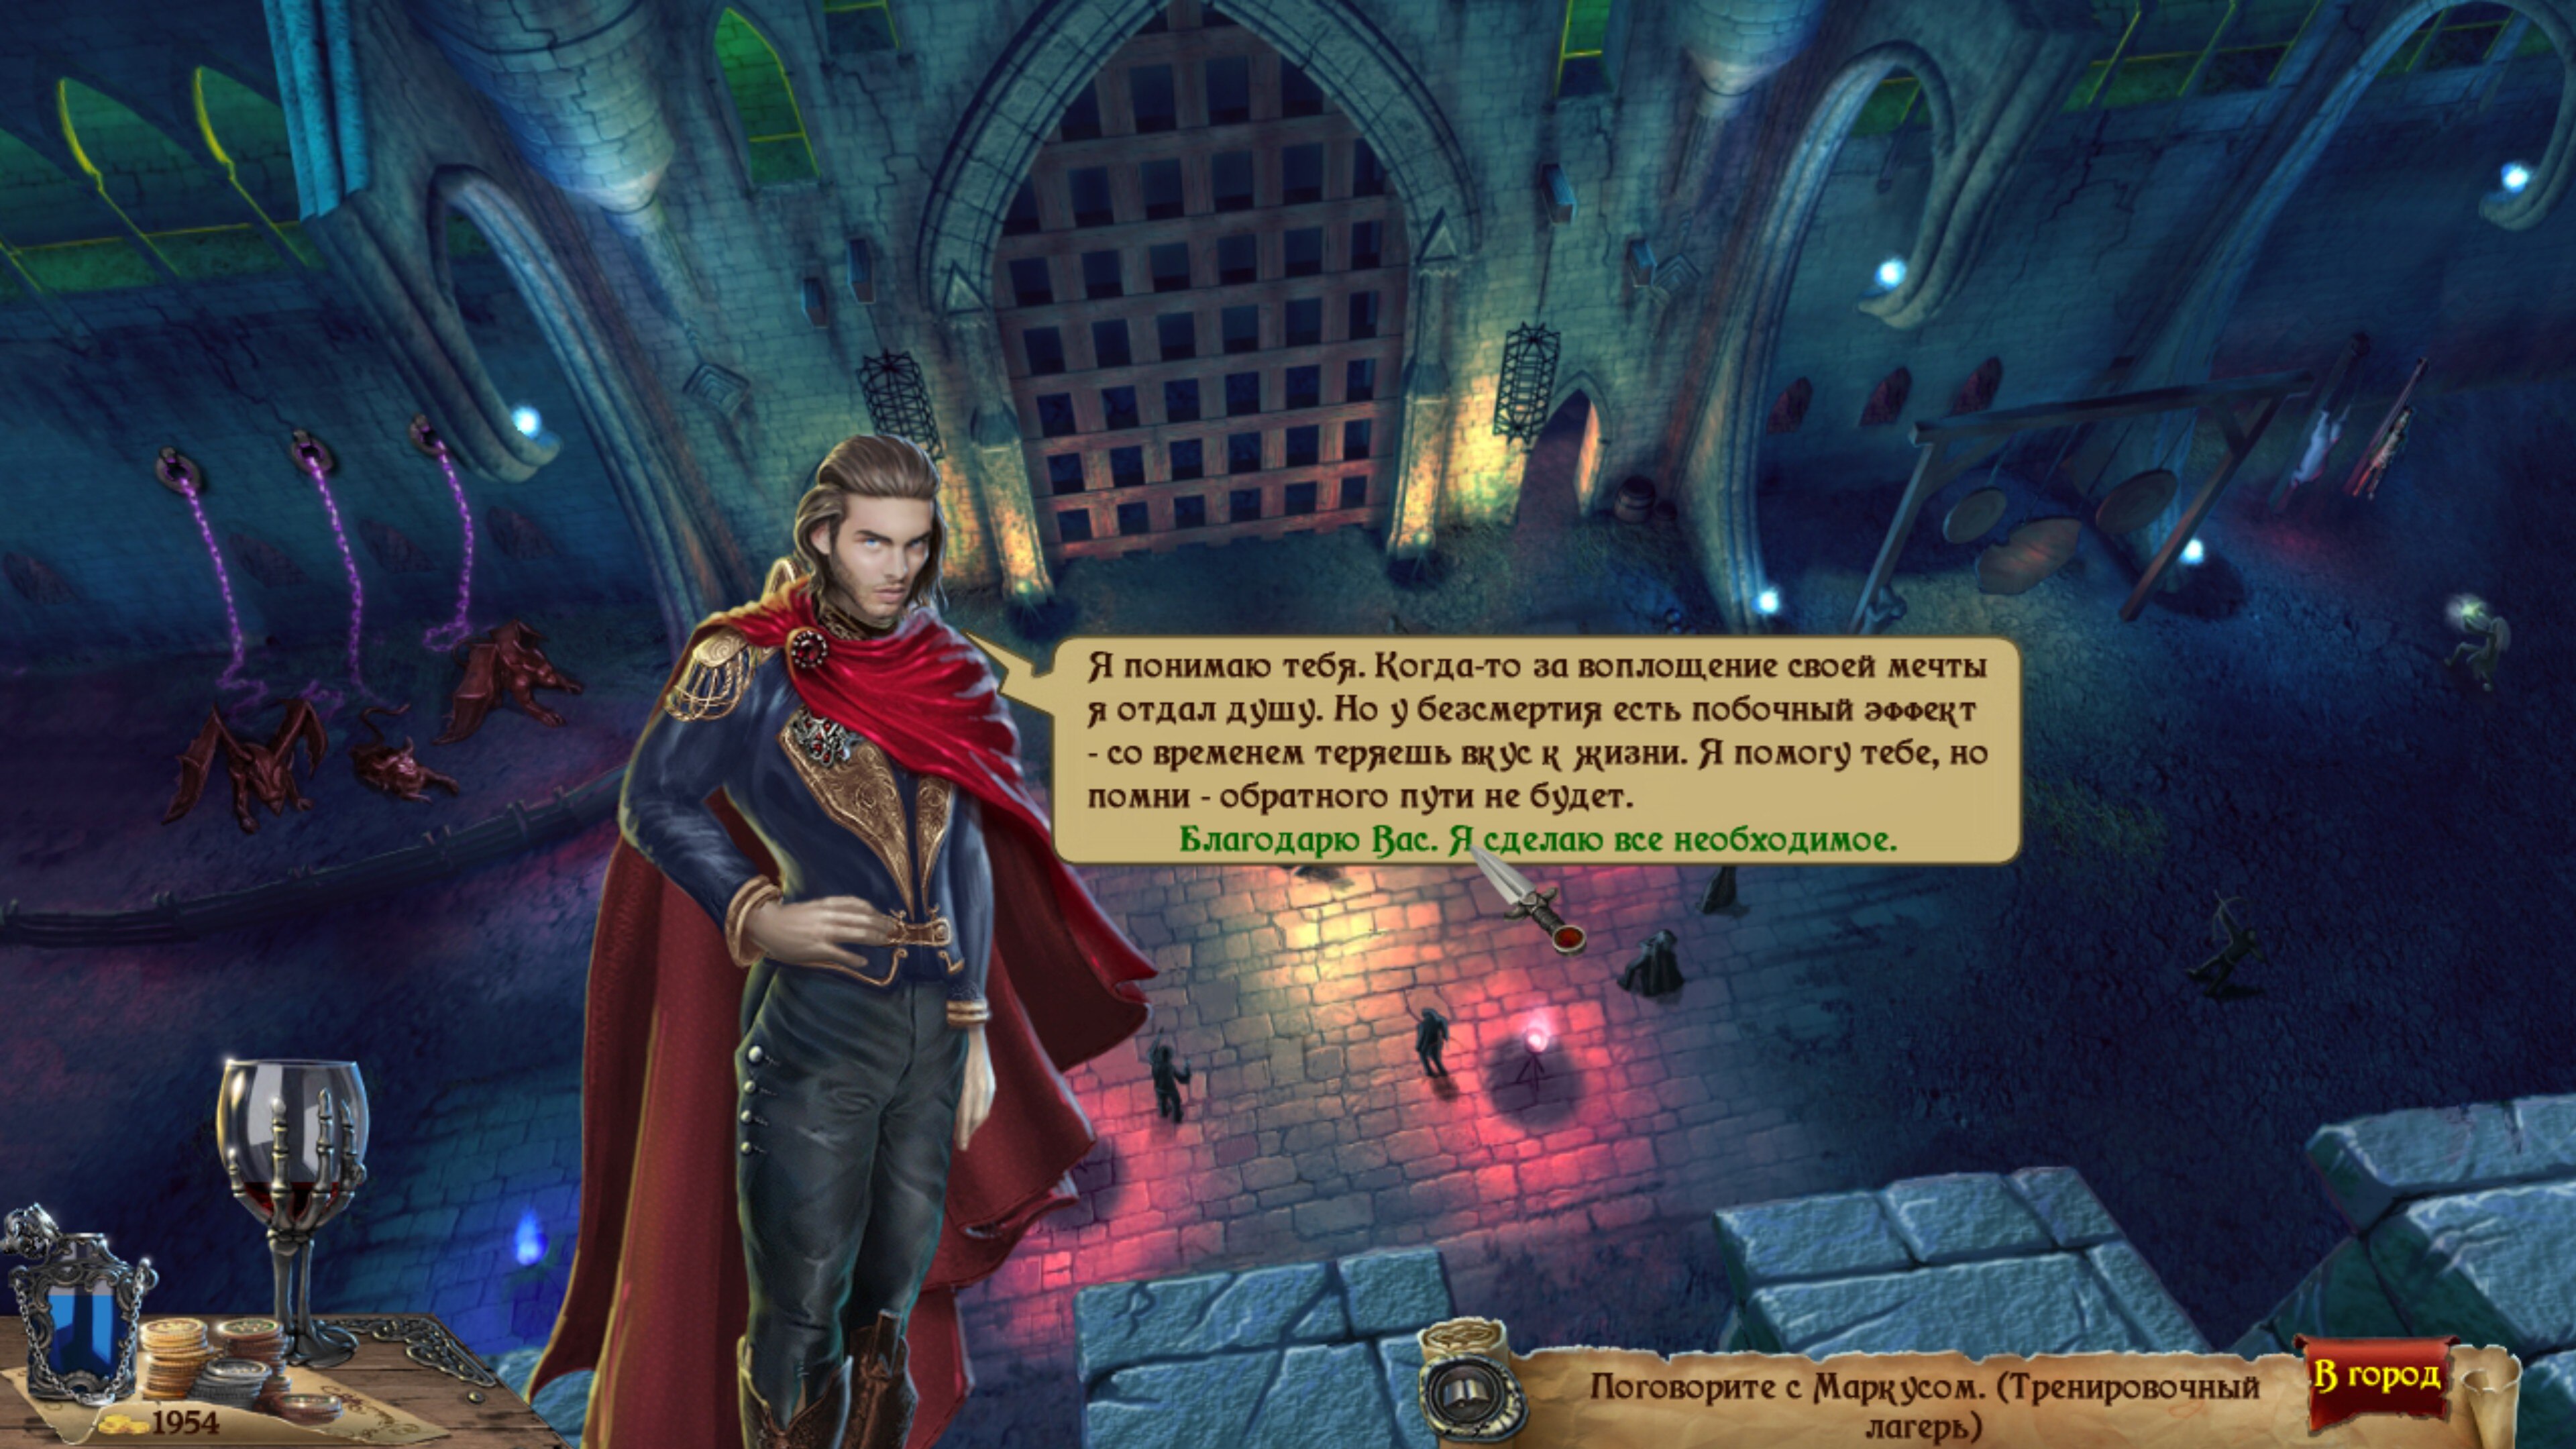 Я понимаю тебя. Когда-то за воплощение своей мечты
я отдал душу. Но у безсмертия есть побочный эффект
- со временем теряешь вкус к жизни. Я помогу тебе, но
помни - обратного пути не будет.
Благодарю Вас. Я сделаю все необходимое.
1954
Поговорите с Маркусом. (Тренировочный
лагерь)
В город